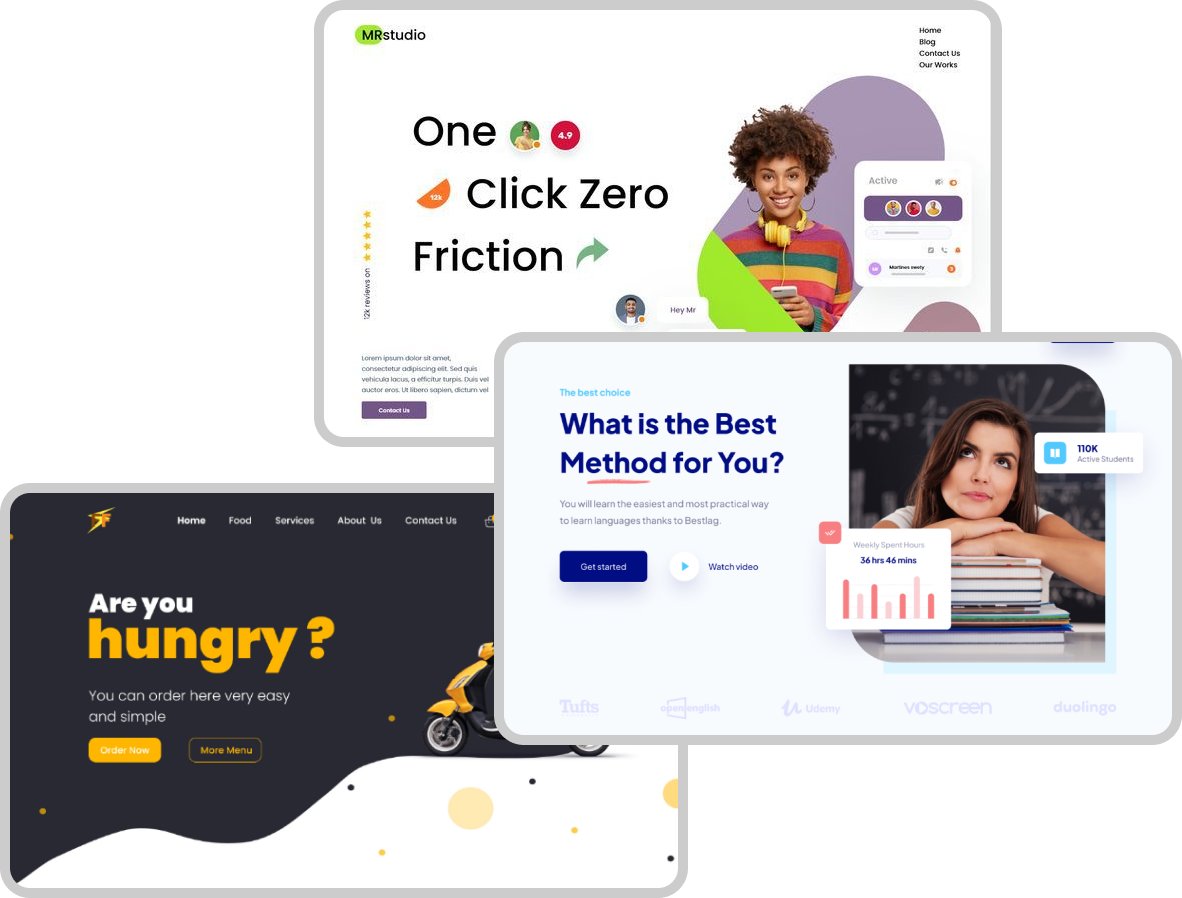 MRstudio
Home
Blog
Contact Us
Our Works
One
4.9
12k
Click Zero
Friction
12k reviews on
Active
MR
Martines swety
Hey Mr
Lorem ipsum dolor sit amet,
consectetur adipiscing elit. Sed quis
vehicula lacus, a efficitur turpis. Duis vel
auctor eros. Ut libero sapien, dictum vel
Contact Us
The best choice
What is the Best
Method for You?
You will learn the easiest and most practical way
to learn languages thanks to Bestlag.
Get started
Watch video
110K
Active Students
Weekly Spent Hours
36 hrs 46 mins
Tufts
openenglish
Udemy
voscreen
duolingo
Home Food Services About Us Contact Us
Are you
hungry ?
You can order here very easy
and simple
Order Now
More Menu